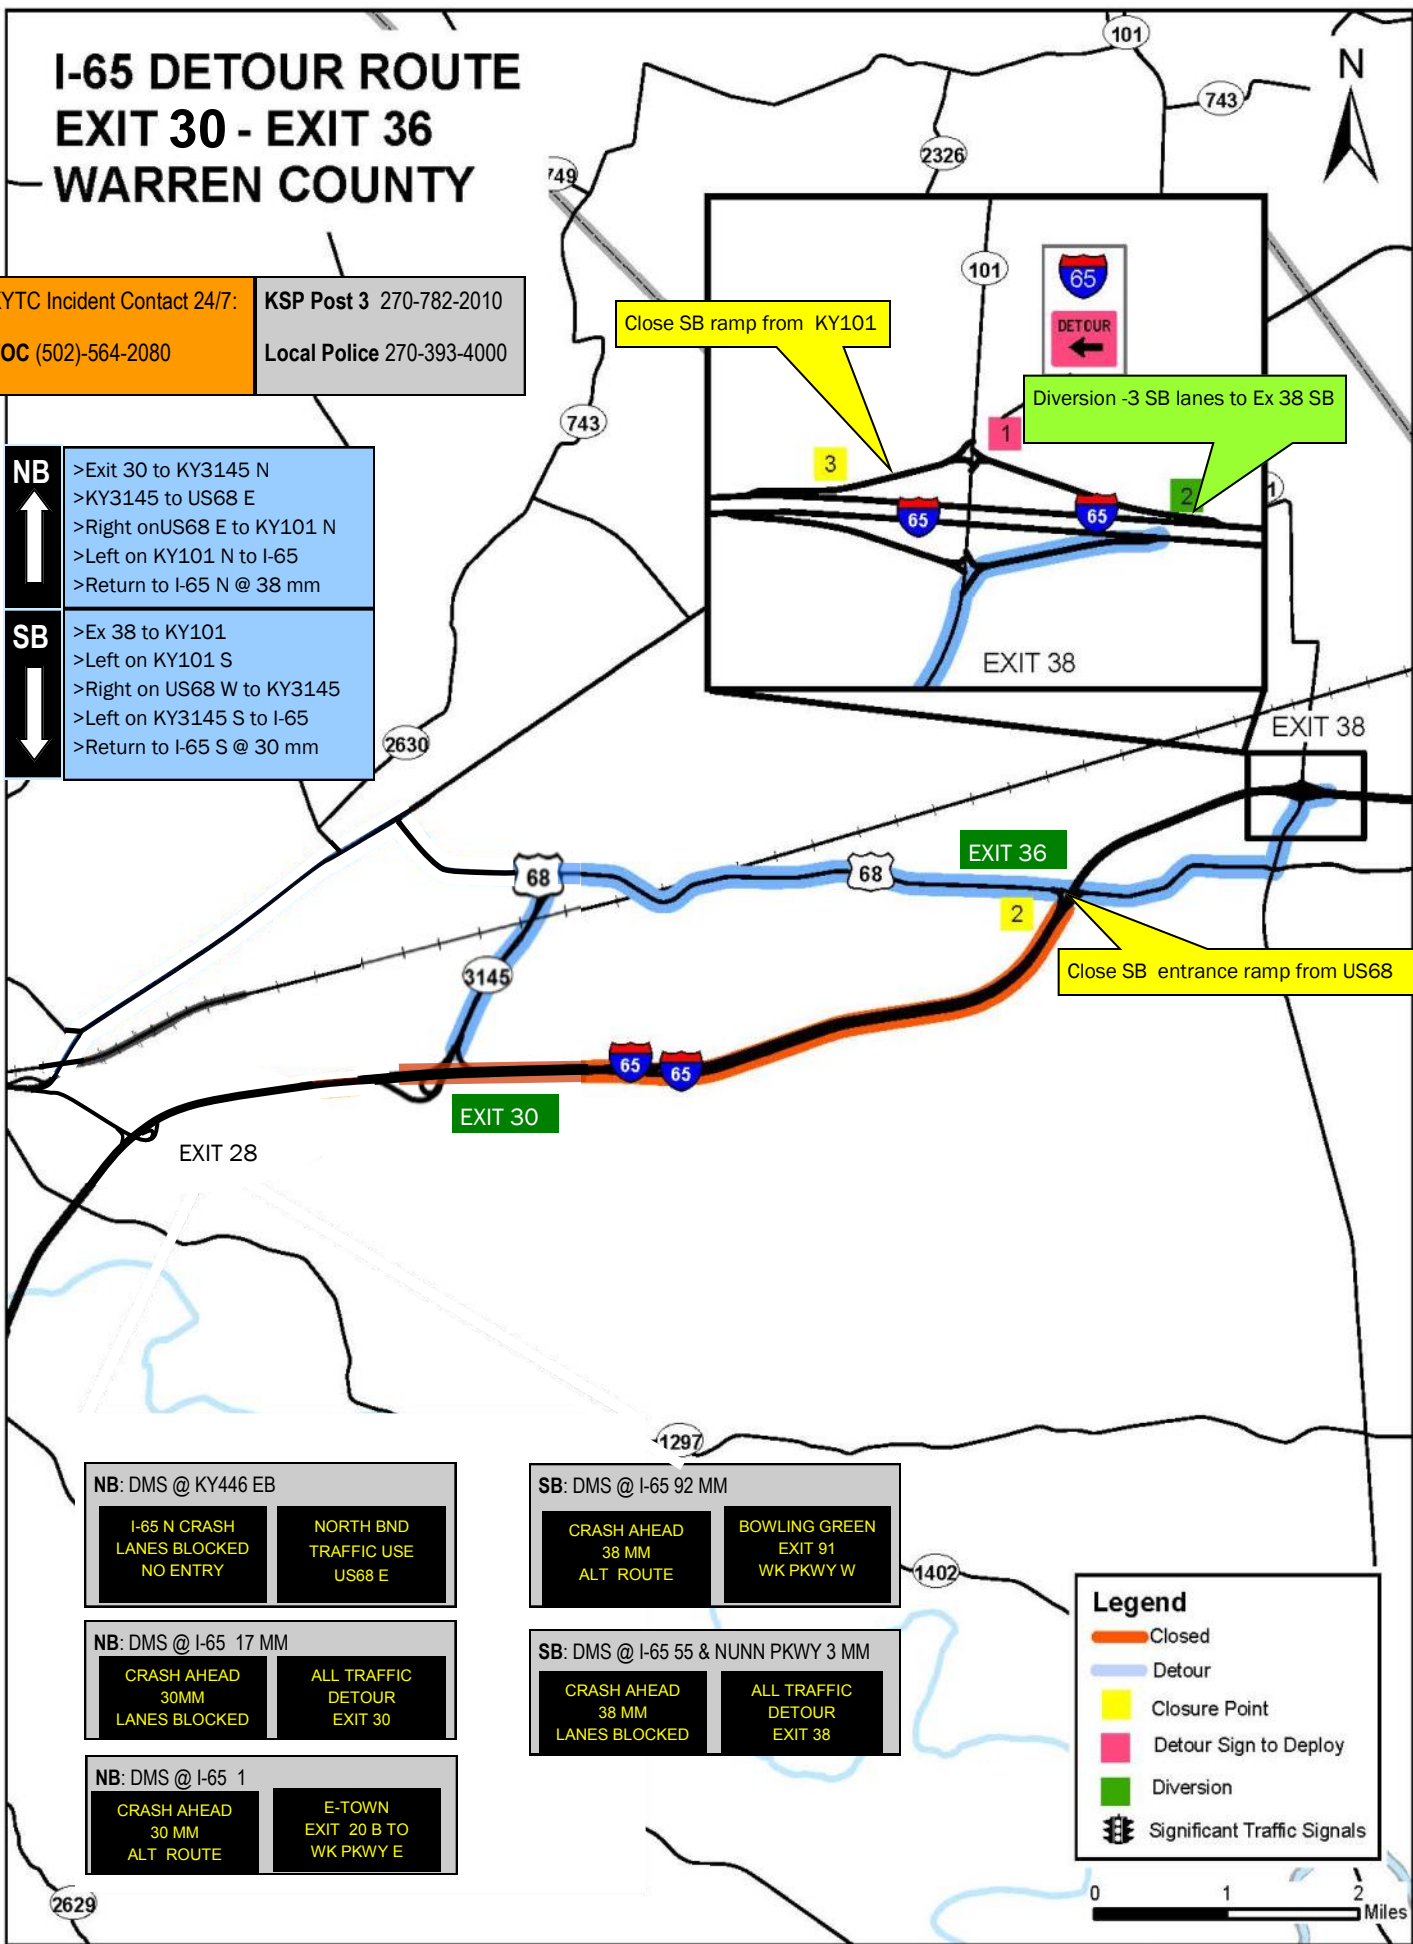 I-65 DETOUR ROUTE
EXIT 30 - EXIT 36
WARREN COUNTY
N
101
743
2326
749
YTC Incident Contact 24/7:
OC (502)-564-2080
KSP Post 3 270-782-2010
Local Police 270-393-4000
101
65
DETOUR
Close SB ramp from KY101
Diversion -3 SB lanes to Ex 38 SB
1
3
2
65
65
1
EXIT 38
743
NB
>Exit 30 to KY3145 N
>KY3145 to US68 E
>Right onUS68 E to KY101 N
>Left on KY101 N to I-65
>Return to I-65 N @ 38 mm
SB
>Ex 38 to KY101
>Left on KY101 S
>Right on US68 W to KY3145
>Left on KY3145 S to I-65
>Return to I-65 S @ 30 mm
2630
EXIT 38
EXIT 36
68
68
2
Close SB entrance ramp from US68
3145
65
65
EXIT 30
EXIT 28
1297
NB: DMS @ KY446 EB
I-65 N CRASH
LANES BLOCKED
NO ENTRY
NORTH BND
TRAFFIC USE
US68 E
NB: DMS @ I-65 17 MM
CRASH AHEAD
30MM
LANES BLOCKED
ALL TRAFFIC
DETOUR
EXIT 30
NB: DMS @ I-65 1
CRASH AHEAD
30 MM
ALT ROUTE
E-TOWN
EXIT 20 B TO
WK PKWY E
SB: DMS @ I-65 92 MM
CRASH AHEAD
38 MM
ALT ROUTE
BOWLING GREEN
EXIT 91
WK PKWY W
SB: DMS @ I-65 55 & NUNN PKWY 3 MM
CRASH AHEAD
38 MM
LANES BLOCKED
ALL TRAFFIC
DETOUR
EXIT 38
1402
Legend
Closed
Detour
Closure Point
Detour Sign to Deploy
Diversion
Significant Traffic Signals
0 1 2
Miles
2629